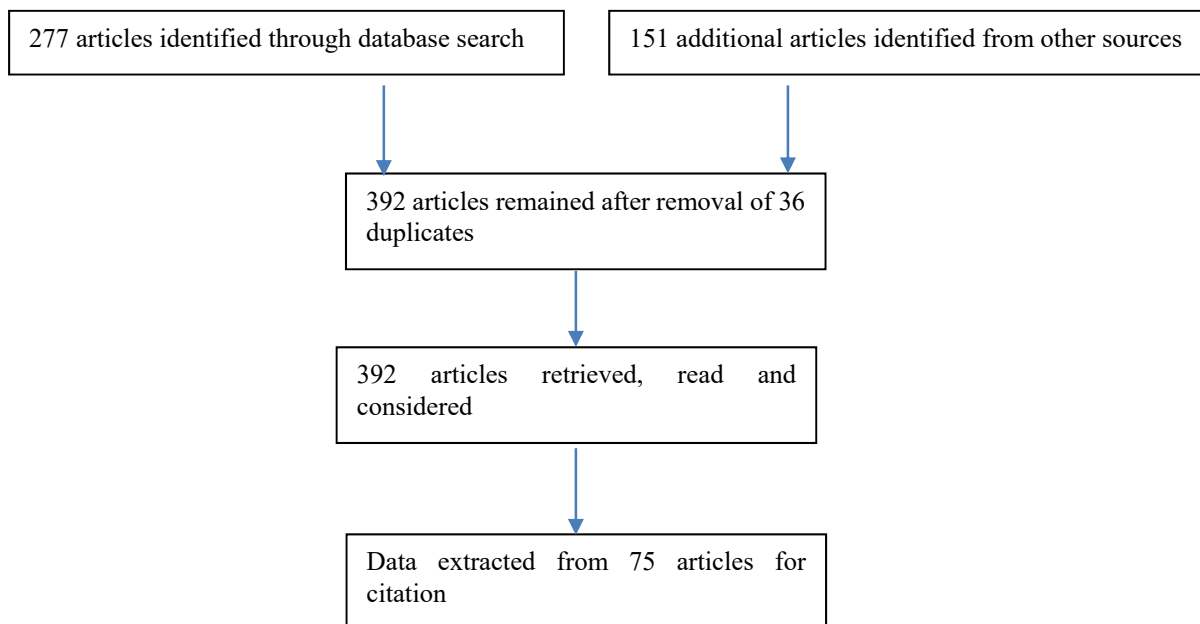 277 articles identified through database search
151 additional articles identified from other sources
392 articles remained after removal of 36
duplicates
392 articles retrieved, read and
considered
Data extracted from 75 articles for
citation